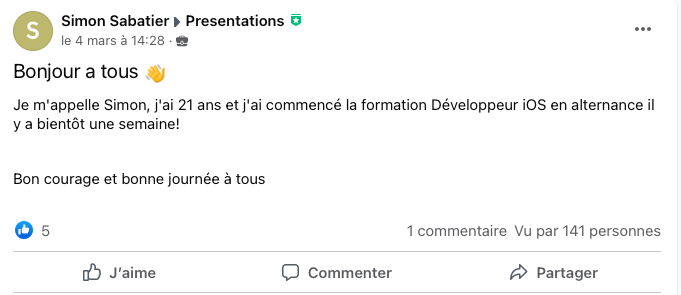 S
Simon Sabatier ▸ Presentations
le 4 mars à 14:28 ·
Bonjour a tous 👋
Je m'appelle Simon, j'ai 21 ans et j'ai commencé la formation Développeur iOS en alternance il
y a bientôt une semaine!
Bon courage et bonne journée à tous
5 1 commentaire Vu par 141 personnes
J'aime Commenter Partager